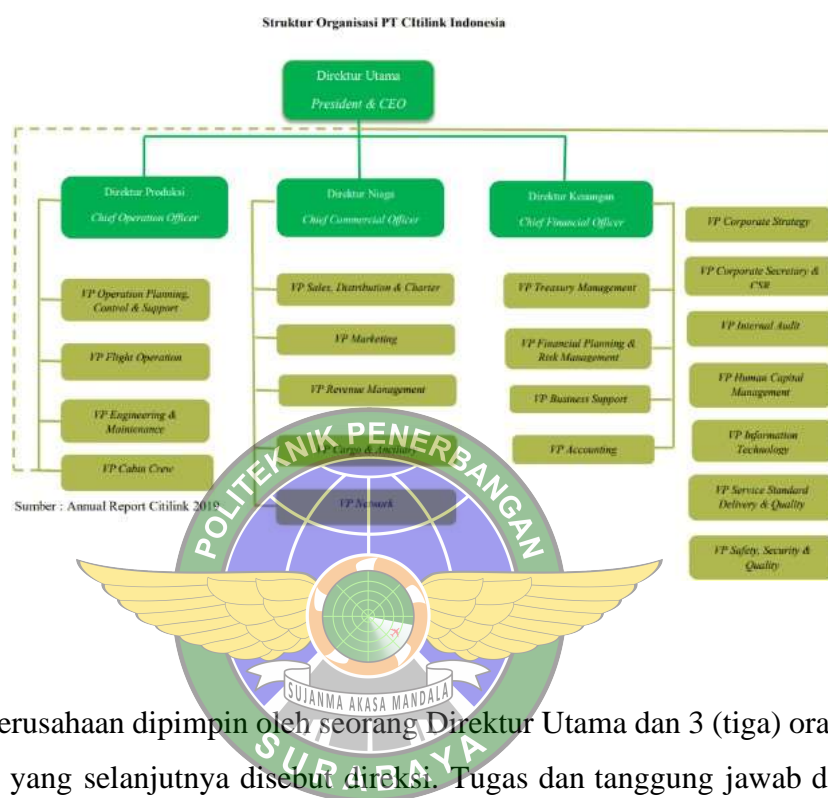 Struktur Organisasi PT CItilink Indonesia
Direktur Utama
President & CEO
Direktur Produksi
Chief Operation Officer
Direktur Niaga
Chief Commercial Officer
Direktur Keuangan
Chief Financial Officer
VP Operation Planning,
Control & Support
VP Flight Operation
VP Engineering &
Maintenance
VP Cabin Crew
VP Sales, Distribution & Charter
VP Marketing
VP Revenue Management
VP Cargo & Ancillary
VP Network
VP Treasury Management
VP Financial Planning &
Risk Management
VP Business Support
VP Accounting
VP Corporate Strategy
VP Corporate Secretary &
CSR
VP Internal Audit
VP Human Capital
Management
VP Information
Technology
VP Service Standard
Delivery & Quality
VP Safety, Security &
Quality
Sumber : Annual Report Citilink 2019
POLITEKNIK PENERBANGAN
SUJANMA AKASA MANDALA
SURABAYA
erusahaan dipimpin oleh seorang Direktur Utama dan 3 (tiga) ora
yang selanjutnya disebut direksi. Tugas dan tanggung jawab d